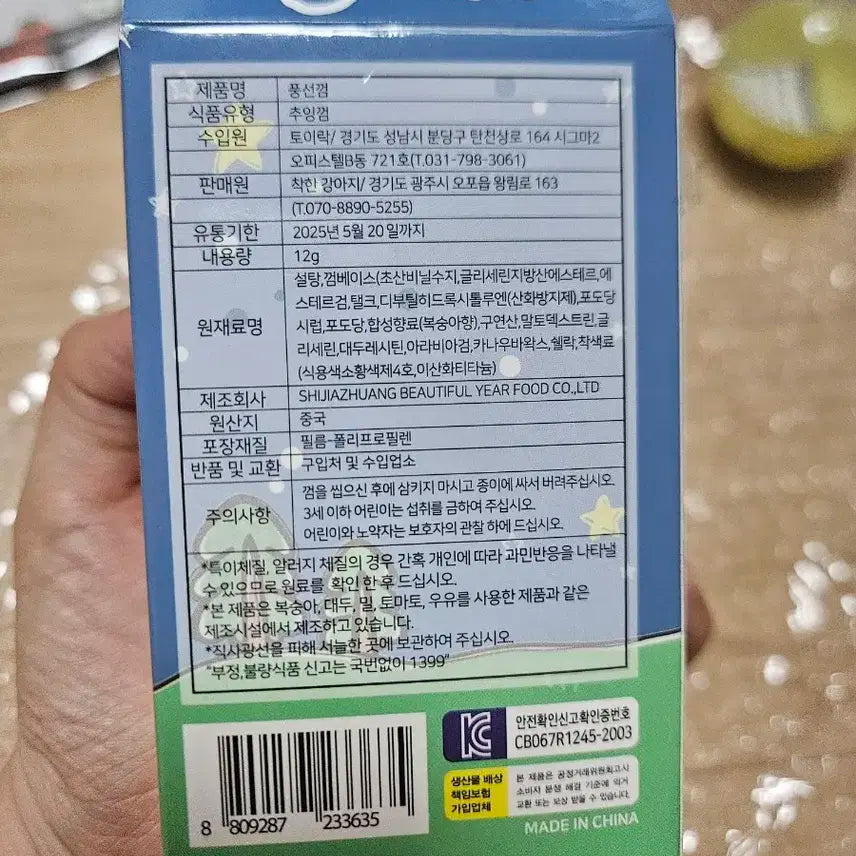 제품명 풍선껌
식품유형 추잉껌
수입원 토이락/ 경기도 성남시 분당구 탄천상로 164 시그마2
오피스텔B동 721호(T.031-798-3061)
판매원 착한 강아지/ 경기도 광주시 오포읍 왕림로 163
(T.070-8890-5255)
유통기한 2025년 5월 20일까지
내용량 12g
원재료명 설탕,껌베이스(초산비닐수지,글리세린지방산에스테르,에
스테르검,탤크,디부틸히드록시톨루엔(산화방지제),포도당
시럽,포도당,합성향료(복숭아향),구연산,말토덱스트린,글
리세린,대두레시틴,아라비아검,카나우바왁스,쉘락,착색료
(식용색소황색제4호,이산화티타늄)
제조회사 SHIJIAZHUANG BEAUTIFUL YEAR FOOD CO.,LTD
원산지 중국
포장재질 필름-폴리프로필렌
반품 및 교환 구입처 및 수입업소
주의사항 껌을 씹으신 후에 삼키지 마시고 종이에 싸서 버려주십시오.
3세 이하 어린이는 섭취를 금하여 주십시오.
어린이와 노약자는 보호자의 관찰 하에 드십시오.
*특이체질, 알러지 체질의 경우 간혹 개인에 따라 과민반응을 나타낼
수 있으므로 원료를 확인 한 후 드십시오.
*본 제품은 복숭아, 대두, 밀, 토마토, 우유를 사용한 제품과 같은
제조시설에서 제조하고 있습니다.
*직사광선을 피해 서늘한 곳에 보관하여 주십시오.
"부정,불량식품 신고는 국번없이 1399"
안전확인신고확인증번호
CB067R1245-2003
생산물 배상
책임보험
가입업체
본 제품은 공정거래위원회고시
소비자 분쟁 해결 기준에 의거
교환 또는 보상 받을 수 있습니다.
8 809287 233635
MADE IN CHINA